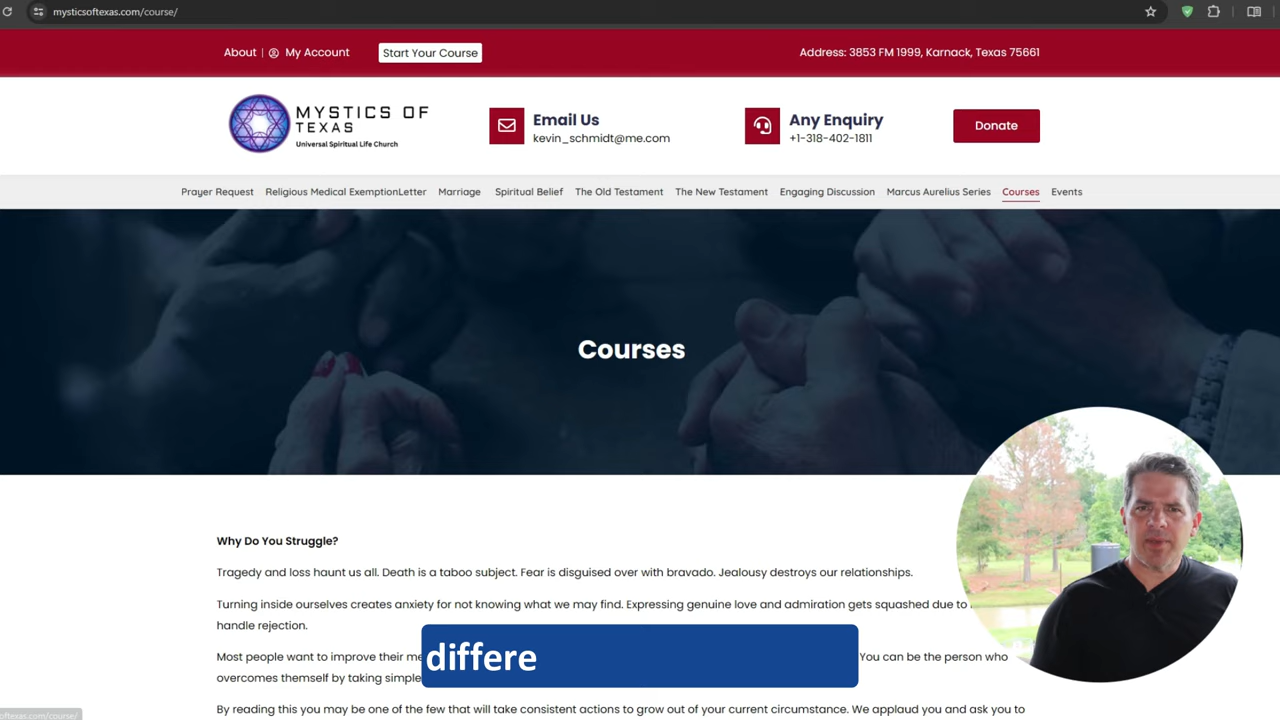 mysticsoftexas.com/course/
About | My Account Start Your Course Address: 3853 FM 1999, Karnack, Texas 75661
MYSTICS OF
TEXAS
Universal Spiritual Life Church
Email Us
kevin_schmidt@me.com
Any Enquiry
+1-318-402-1811
Donate
Prayer Request Religious Medical ExemptionLetter Marriage Spiritual Belief The Old Testament The New Testament Engaging Discussion Marcus Aurelius Series Courses Events
Courses
Why Do You Struggle?
Tragedy and loss haunt us all. Death is a taboo subject. Fear is disguised over with bravado. Jealousy destroys our relationships.
Turning inside ourselves creates anxiety for not knowing what we may find. Expressing genuine love and admiration gets squashed due to
handle rejection.
Most people want to improve their You can be the person who
overcomes themself by taking simple
differe
By reading this you may be one of the few that will take consistent actions to grow out of your current circumstance. We applaud you and ask you to
oftexas.com/course/